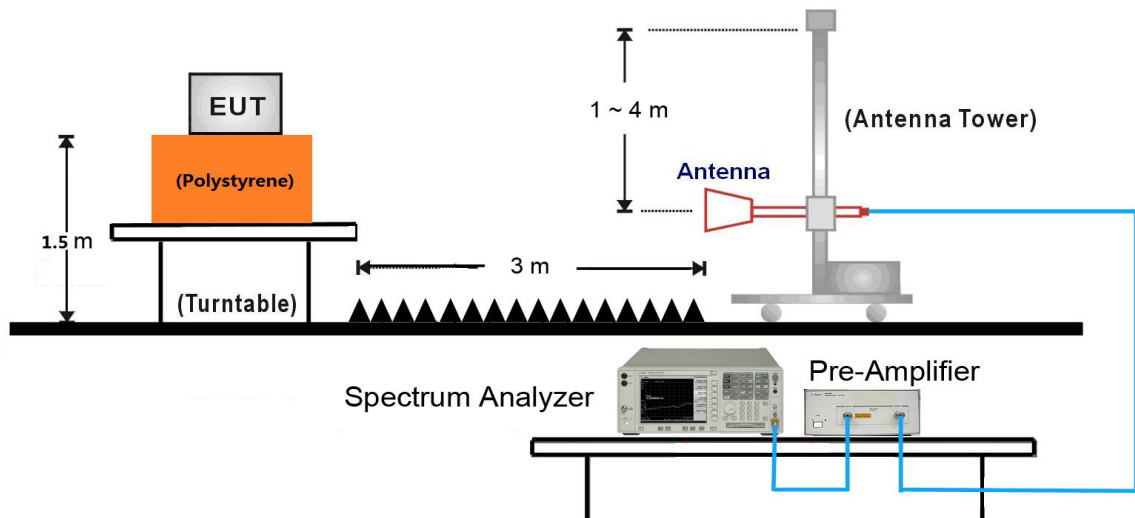 EUT
(Polystyrene)
1.5 m
(Turntable)
3 m
1 ~ 4 m
Antenna
(Antenna Tower)
Spectrum Analyzer
Pre-Amplifier